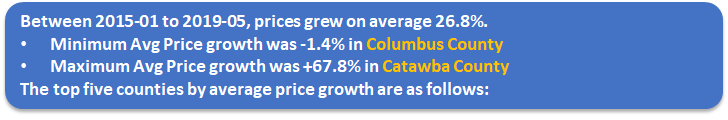 Between 2015-01 to 2019-05, prices grew on average 26.8%.
• Minimum Avg Price growth was -1.4% in Columbus County
• Maximum Avg Price growth was +67.8% in Catawba County
The top five counties by average price growth are as follows: